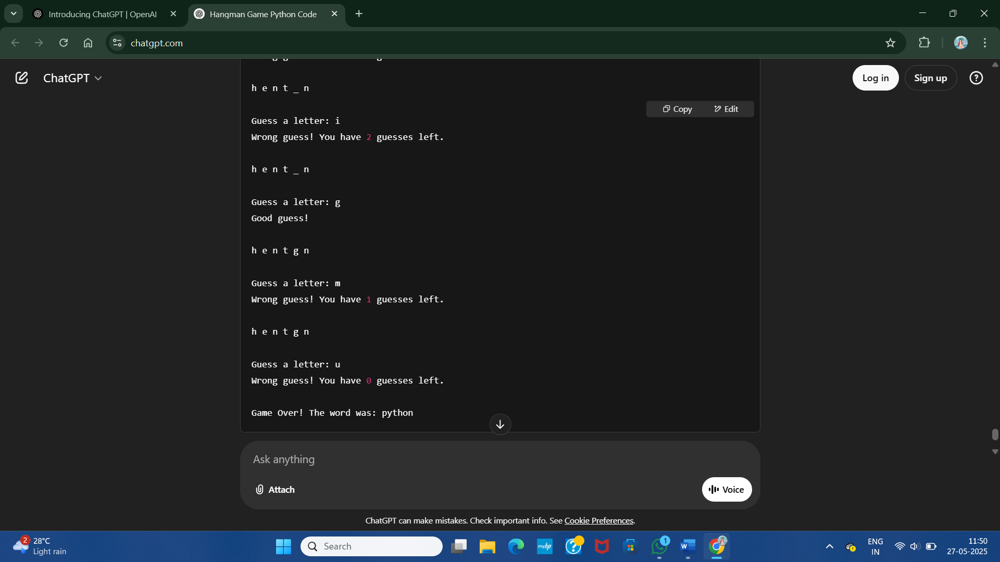 Introducing ChatGPT | OpenAI
Hangman Game Python Code
chatgpt.com
ChatGPT
Log in
Sign up
h e n t _ n
Copy
Edit
Guess a letter: i
Wrong guess! You have 2 guesses left.
h e n t _ n
Guess a letter: g
Good guess!
h e n t g n
Guess a letter: m
Wrong guess! You have 1 guesses left.
h e n t g n
Guess a letter: u
Wrong guess! You have 0 guesses left.
Game Over! The word was: python
Ask anything
Attach
Voice
ChatGPT can make mistakes. Check important info. See Cookie Preferences.
2
28°C
Light rain
Search
myhp
1
W
ENG
IN
11:50
27-05-2025